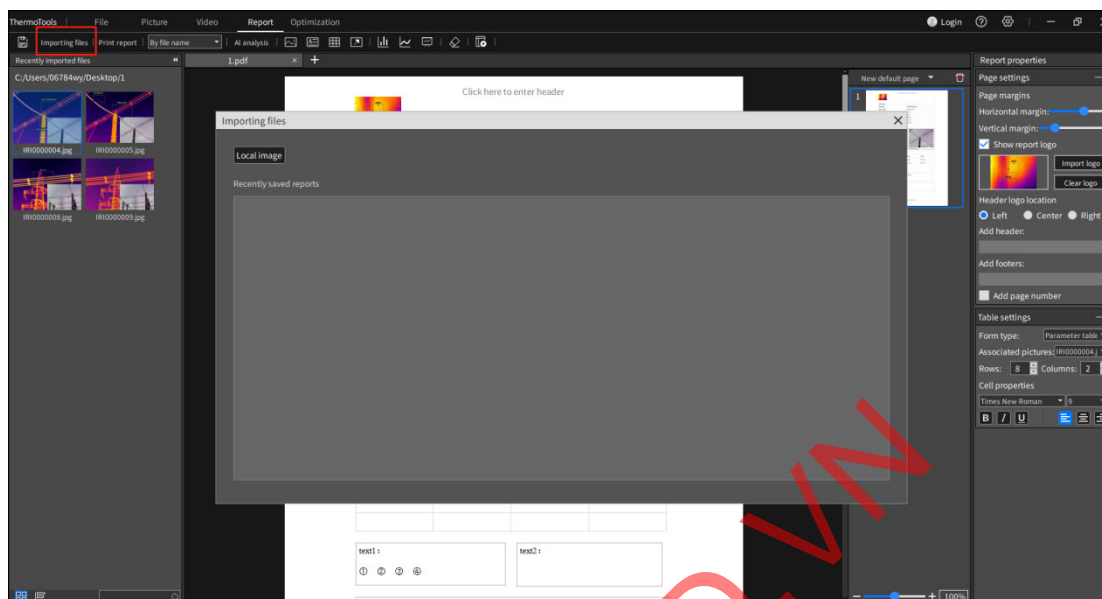 ThermoTools File Picture Video Report Optimization Login
Importing files Print report By file name AI analysis
Recently imported files
1.pdf
Report properties
C:/Users/06784wy/Desktop/1
IRI0000004.jpg IRI0000005.jpg
IRI0000008.jpg IRI0000009.jpg
Click here to enter header
Importing files
Local image
Recently saved reports
text1:
text2:
① ② ③ ④
New default page
1
100%
Page settings
Page margins
Horizontal margin:
Vertical margin:
Show report logo
Import logo
Clear logo
Header logo location
Left Center Right
Add header:
Add footers:
Add page number
Table settings
Form type: Parameter table
Associated pictures: IRI0000004.j
Rows: 8 Columns: 2
Cell properties
Times New Roman 9
B I U
VN